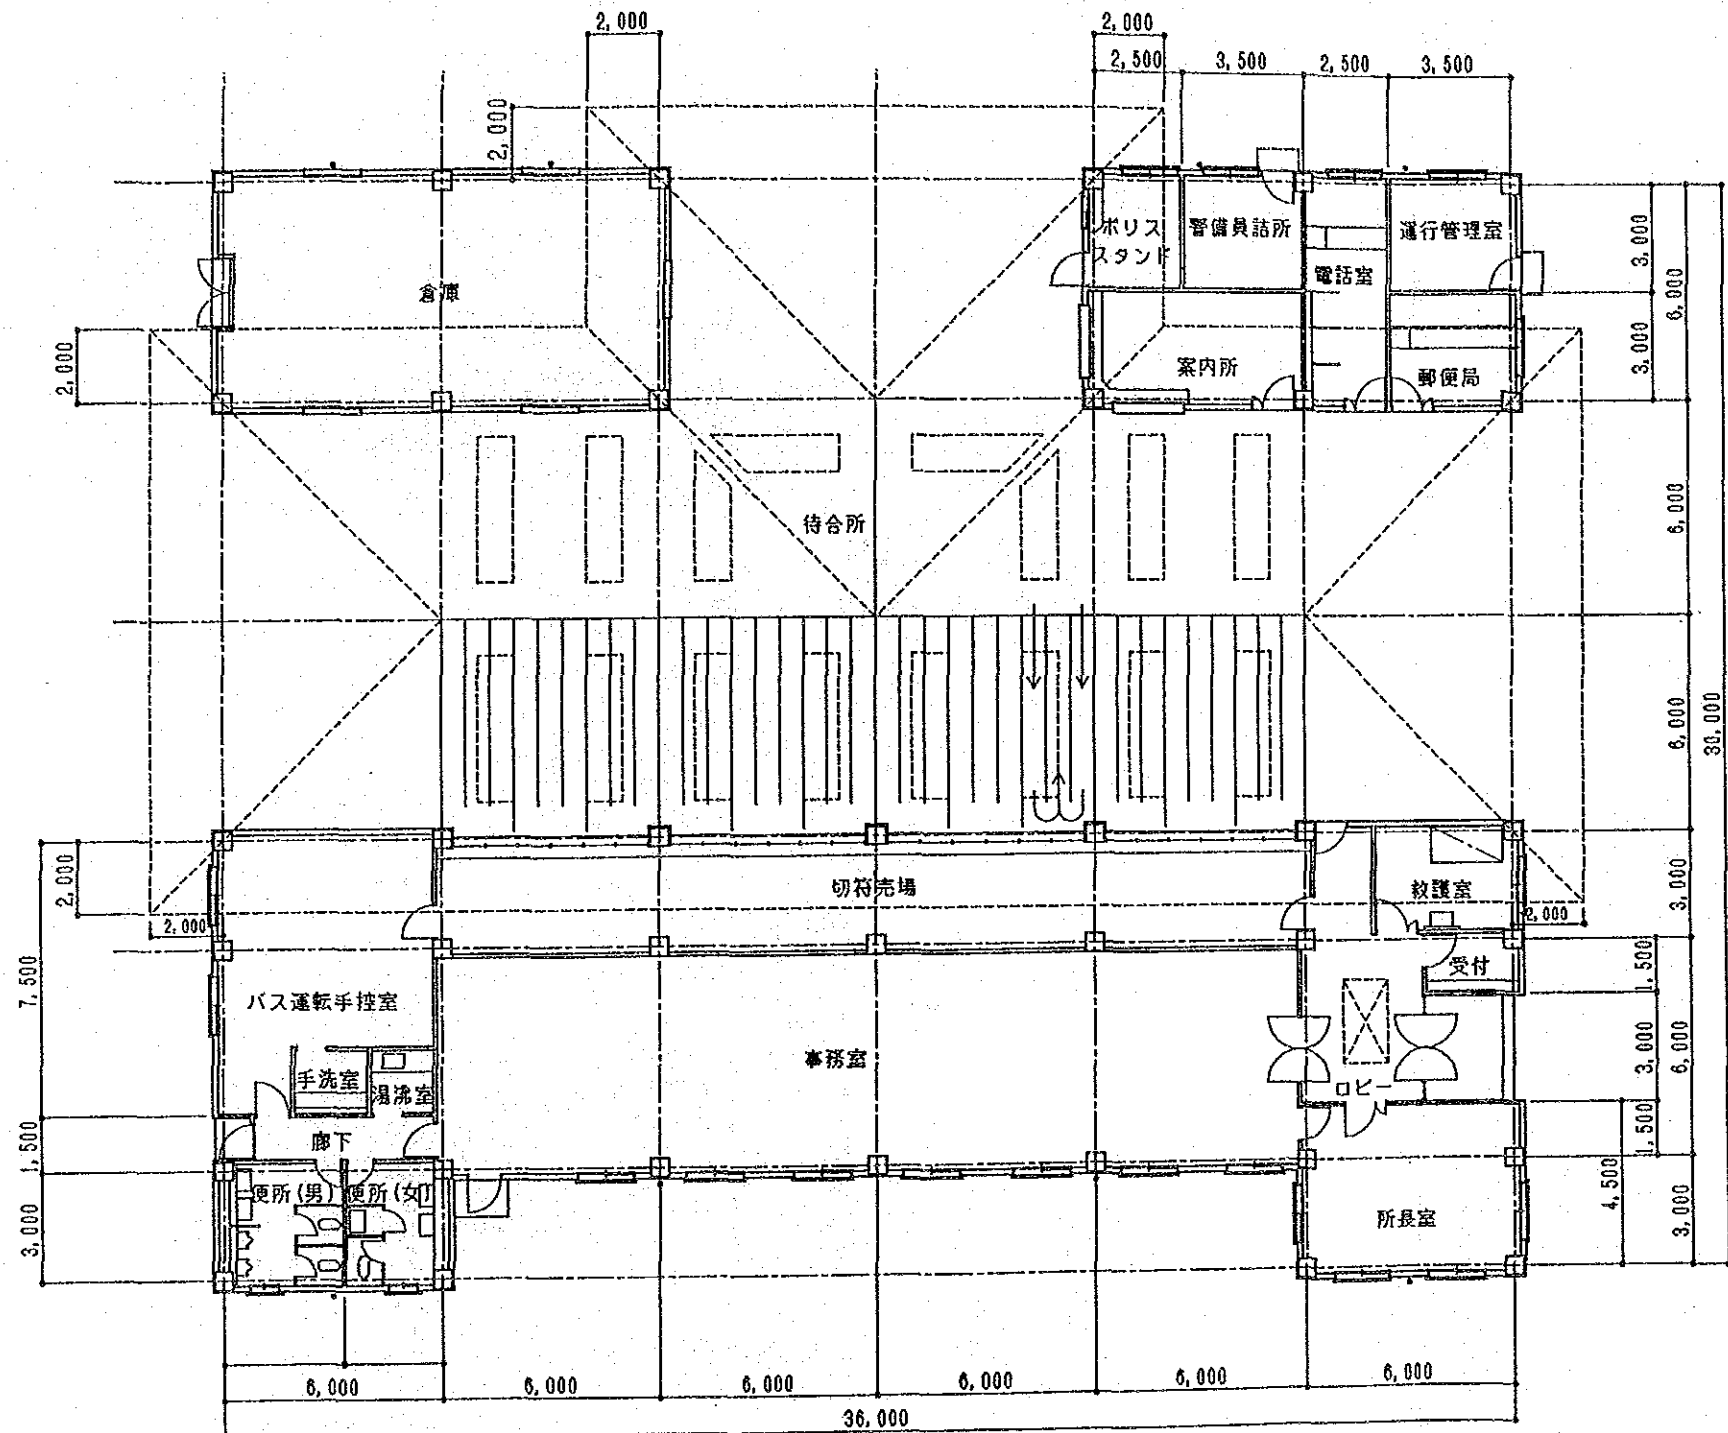 2,000
2,000
2,500
3,500
2,500
3,500
2,000
ポリス
スタンド
警備員詰所
電話室
運行管理室
3,000
6,000
倉庫
2,000
案内所
郵便局
3,000
待合所
6,000
6,000
30,000
切符売場
救護室
3,000
2,000
2,000
2,000
7,500
受付
1,500
バス運転手控室
事務室
手洗室
湯沸室
ロビー
3,000
6,000
廊下
1,500
1,500
便所(男)
便所(女)
所長室
4,500
3,000
3,000
6,000
6,000
6,000
6,000
6,000
6,000
36,000